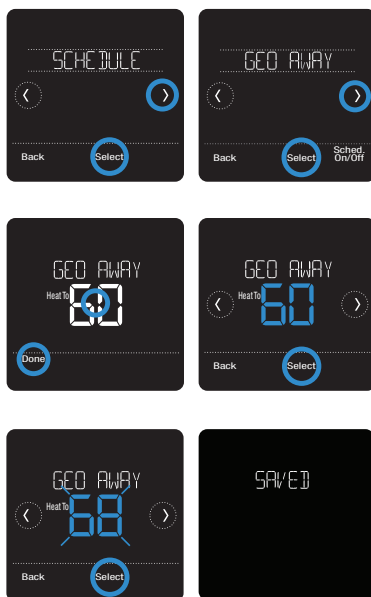 SCHEDULE
Back Select
GEO AWAY
Back Select Sched. On/Off
GEO AWAY
Heat To 60
Done
GEO AWAY
Heat To 60
Back Select
GEO AWAY
Heat To 68
Back Select
SAVED